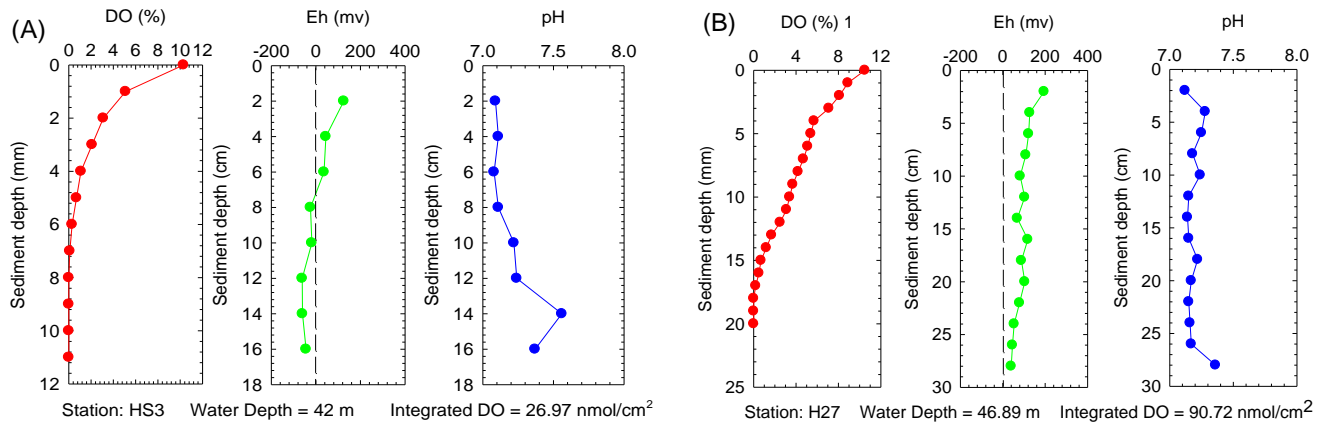 (A)
DO (%)
0 2 4 6 8 10 12
Sediment depth (mm)
0
2
4
6
8
10
12
Eh (mv)
-200 0 200 400
Sediment depth (cm)
0
2
4
6
8
10
12
14
16
18
pH
7.0 7.5 8.0
Sediment depth (cm)
0
2
4
6
8
10
12
14
16
18
Station: HS3 Water Depth = 42 m Integrated DO = 26.97 nmol/cm2
(B)
DO (%) 1
0 4 8 12
Sediment depth (mm)
0
5
10
15
20
25
Eh (mv)
-200 0 200 400
Sediment depth (cm)
0
5
10
15
20
25
30
pH
7.0 7.5 8.0
Sediment depth (cm)
0
5
10
15
20
25
30
Station: H27 Water Depth = 46.89 m Integrated DO = 90.72 nmol/cm2